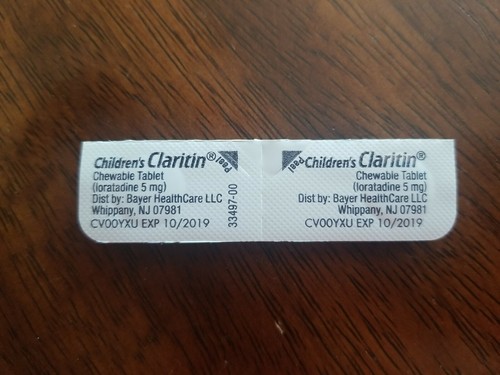 Children's Claritin®
Peel
Chewable Tablet
(loratadine 5 mg)
Dist by: Bayer HealthCare LLC
Whippany, NJ 07981
CV00YXU EXP 10/2019
33497-00
Peel
Children's Claritin®
Chewable Tablet
(loratadine 5 mg)
Dist by: Bayer HealthCare LLC
Whippany, NJ 07981
CV00YXU EXP 10/2019